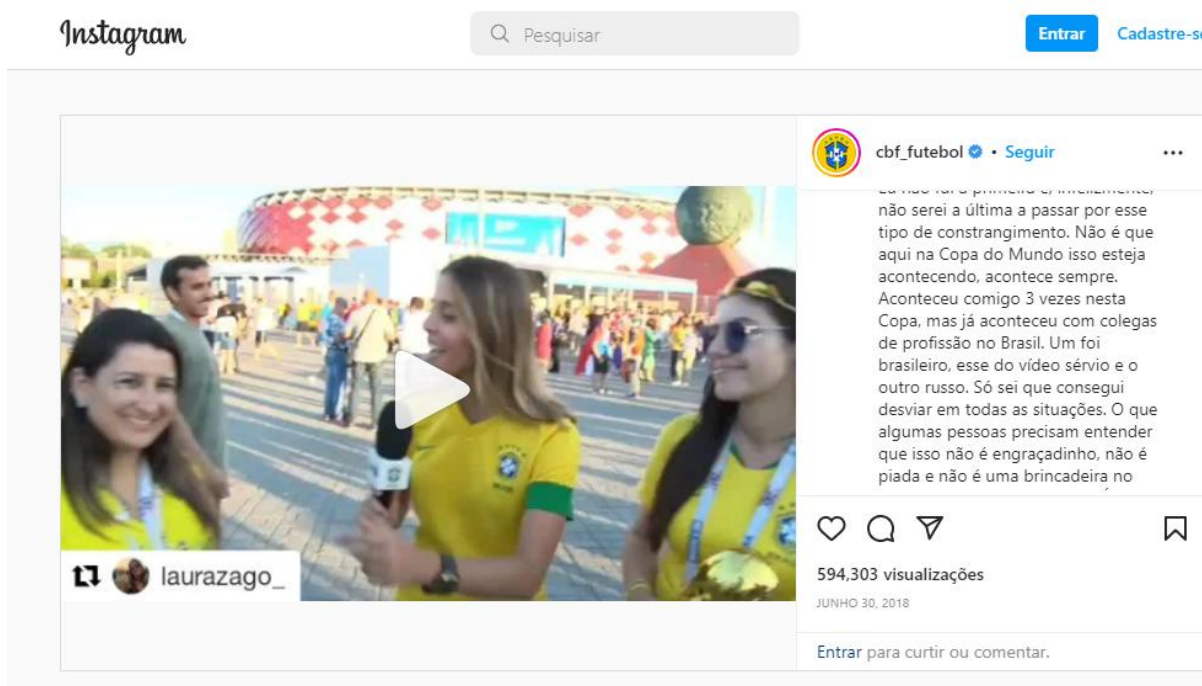 Instagram
Pesquisar
Entrar
Cadastre-s
cbf_futebol • Seguir
não serei a última a passar por esse
tipo de constrangimento. Não é que
aqui na Copa do Mundo isso esteja
acontecendo, acontece sempre.
Aconteceu comigo 3 vezes nesta
Copa, mas já aconteceu com colegas
de profissão no Brasil. Um foi
brasileiro, esse do vídeo sérvio e o
outro russo. Só sei que consegui
desviar em todas as situações. O que
algumas pessoas precisam entender
que isso não é engraçadinho, não é
piada e não é uma brincadeira no
laurazago_
594,303 visualizações
JUNHO 30, 2018
Entrar para curtir ou comentar.